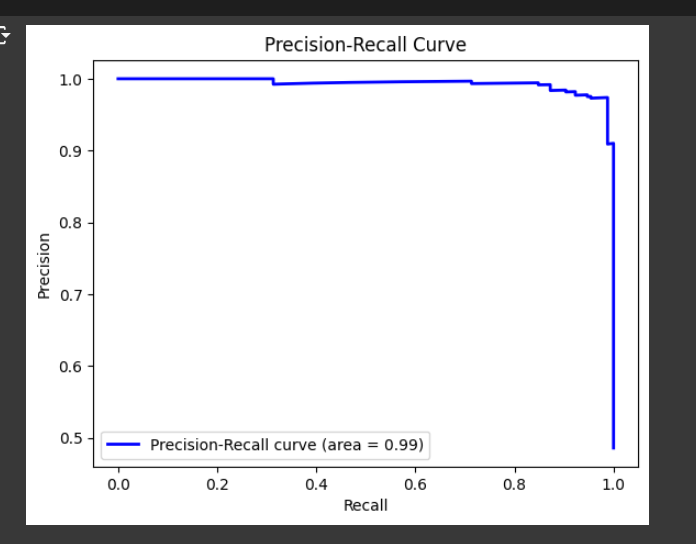 Precision-Recall Curve
1.0
0.9
0.8
0.7
0.6
0.5
Precision
Precision-Recall curve (area = 0.99)
0.0 0.2 0.4 0.6 0.8 1.0
Recall